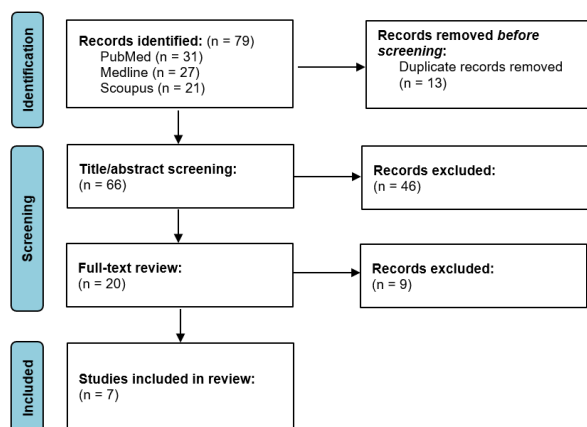 Identification
Records identified: (n = 79)
PubMed (n = 31)
Medline (n = 27)
Scoupus (n = 21)
Records removed before
screening:
Duplicate records removed
(n = 13)
Screening
Title/abstract screening:
(n = 66)
Records excluded:
(n = 46)
Full-text review:
(n = 20)
Records excluded:
(n = 9)
Included
Studies included in review:
(n = 7)